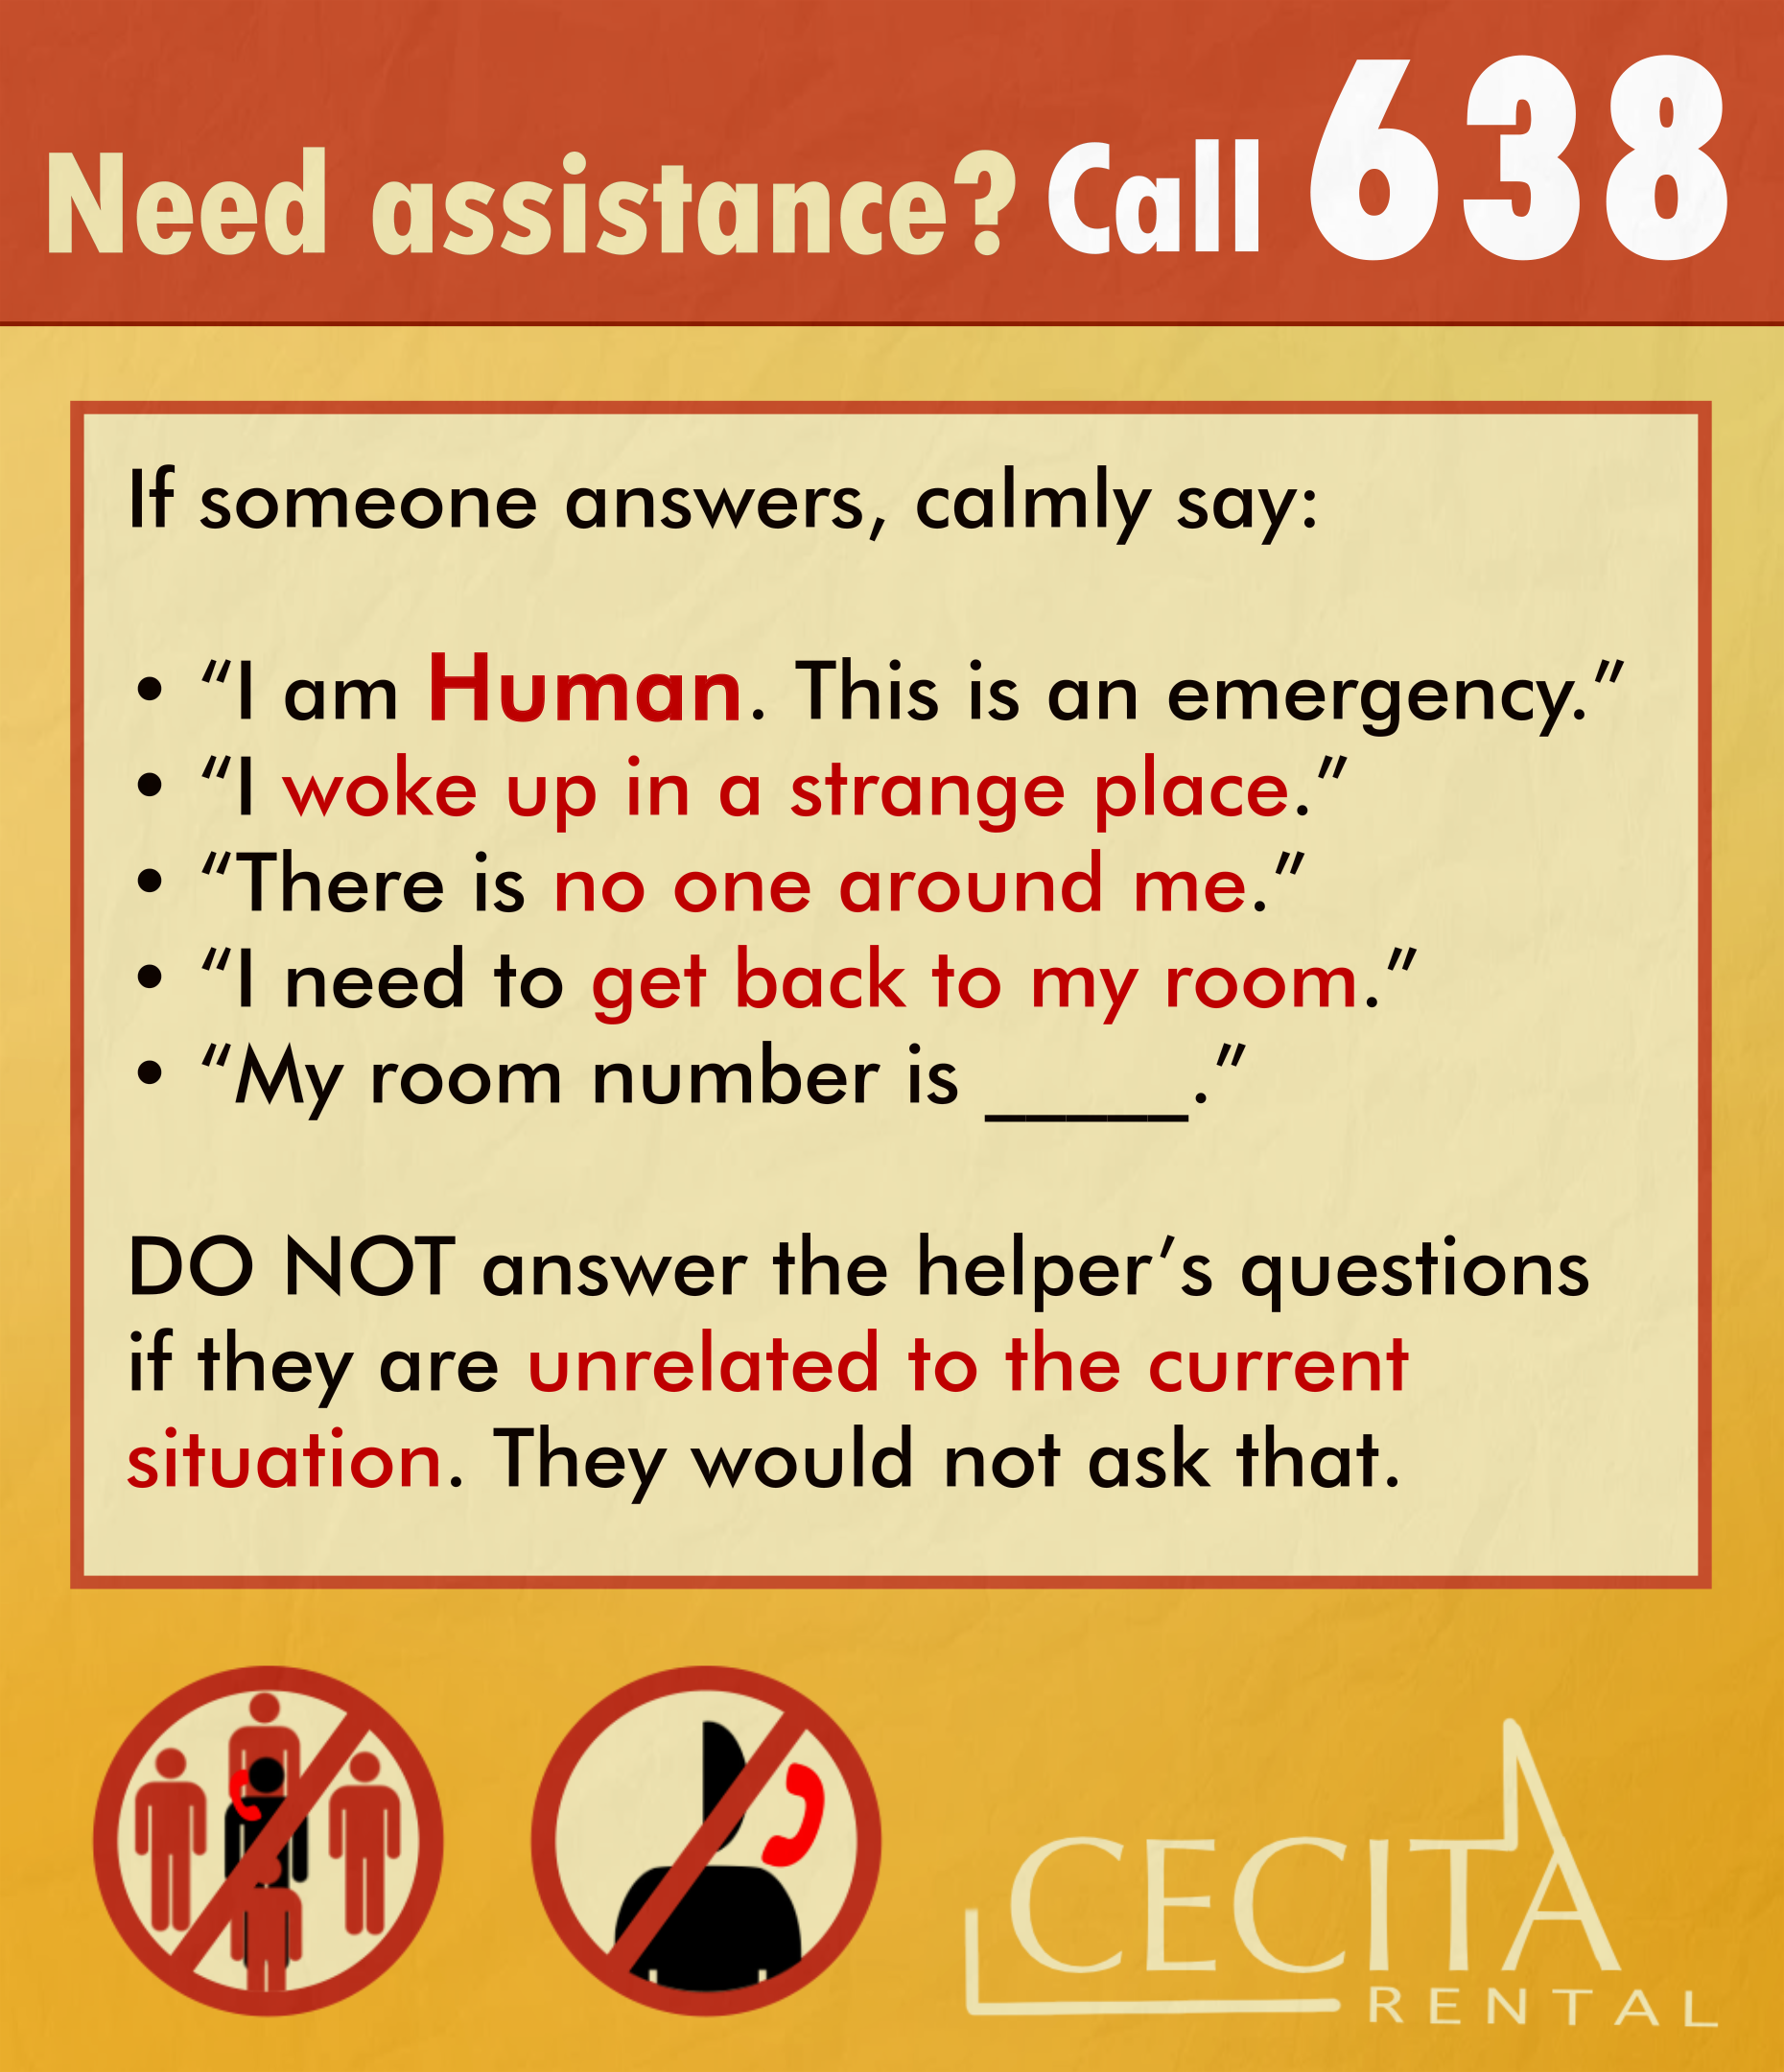 Need assistance? Call 638
If someone answers, calmly say:
• “I am Human. This is an emergency.”
• “I woke up in a strange place.”
• “There is no one around me.”
• “I need to get back to my room.”
• “My room number is _____.”
DO NOT answer the helper’s questions
if they are unrelated to the current
situation. They would not ask that.
CECITA
RENTAL